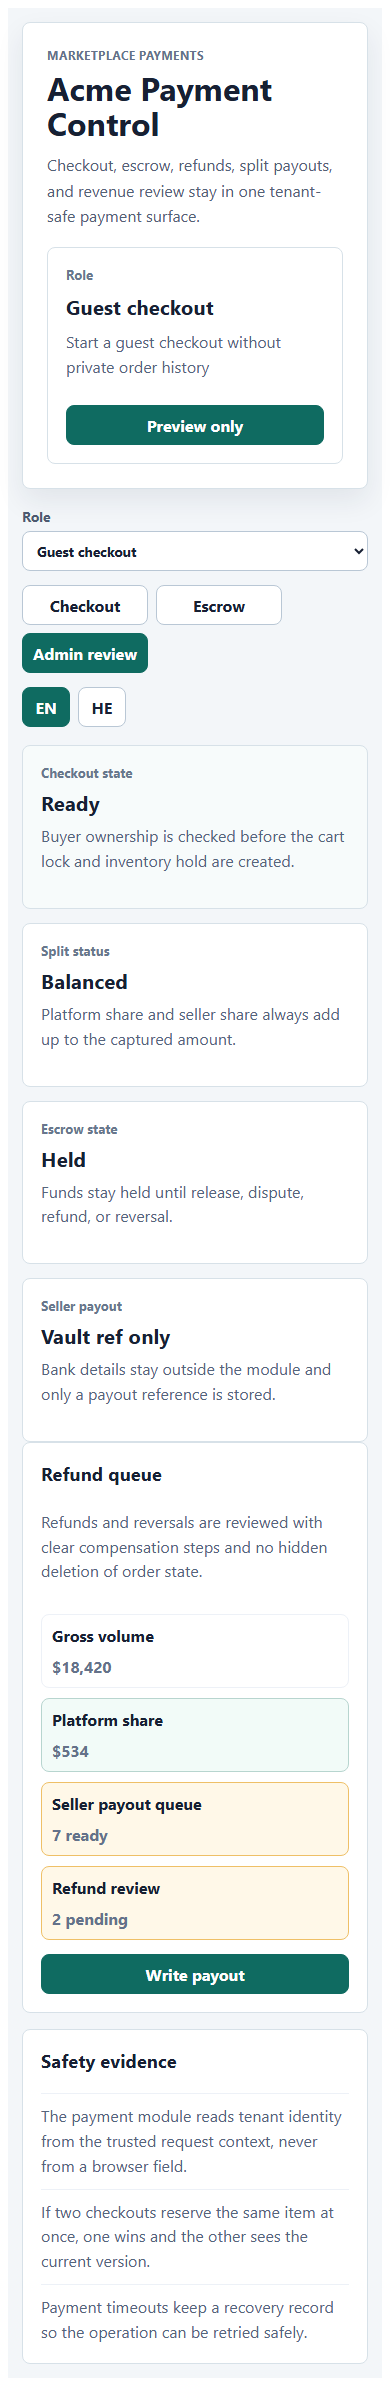 MARKETPLACE PAYMENTS
Acme Payment
Control
Checkout, escrow, refunds, split payouts,
and revenue review stay in one tenant-
safe payment surface.
Role
Guest checkout
Start a guest checkout without
private order history
Preview only
Role
Guest checkout
Checkout
Escrow
Admin review
EN
HE
Checkout state
Ready
Buyer ownership is checked before the cart
lock and inventory hold are created.
Split status
Balanced
Platform share and seller share always add
up to the captured amount.
Escrow state
Held
Funds stay held until release, dispute,
refund, or reversal.
Seller payout
Vault ref only
Bank details stay outside the module and
only a payout reference is stored.
Refund queue
Refunds and reversals are reviewed with
clear compensation steps and no hidden
deletion of order state.
Gross volume
$18,420
Platform share
$534
Seller payout queue
7 ready
Refund review
2 pending
Write payout
Safety evidence
The payment module reads tenant identity
from the trusted request context, never
from a browser field.
If two checkouts reserve the same item at
once, one wins and the other sees the
current version.
Payment timeouts keep a recovery record
so the operation can be retried safely.